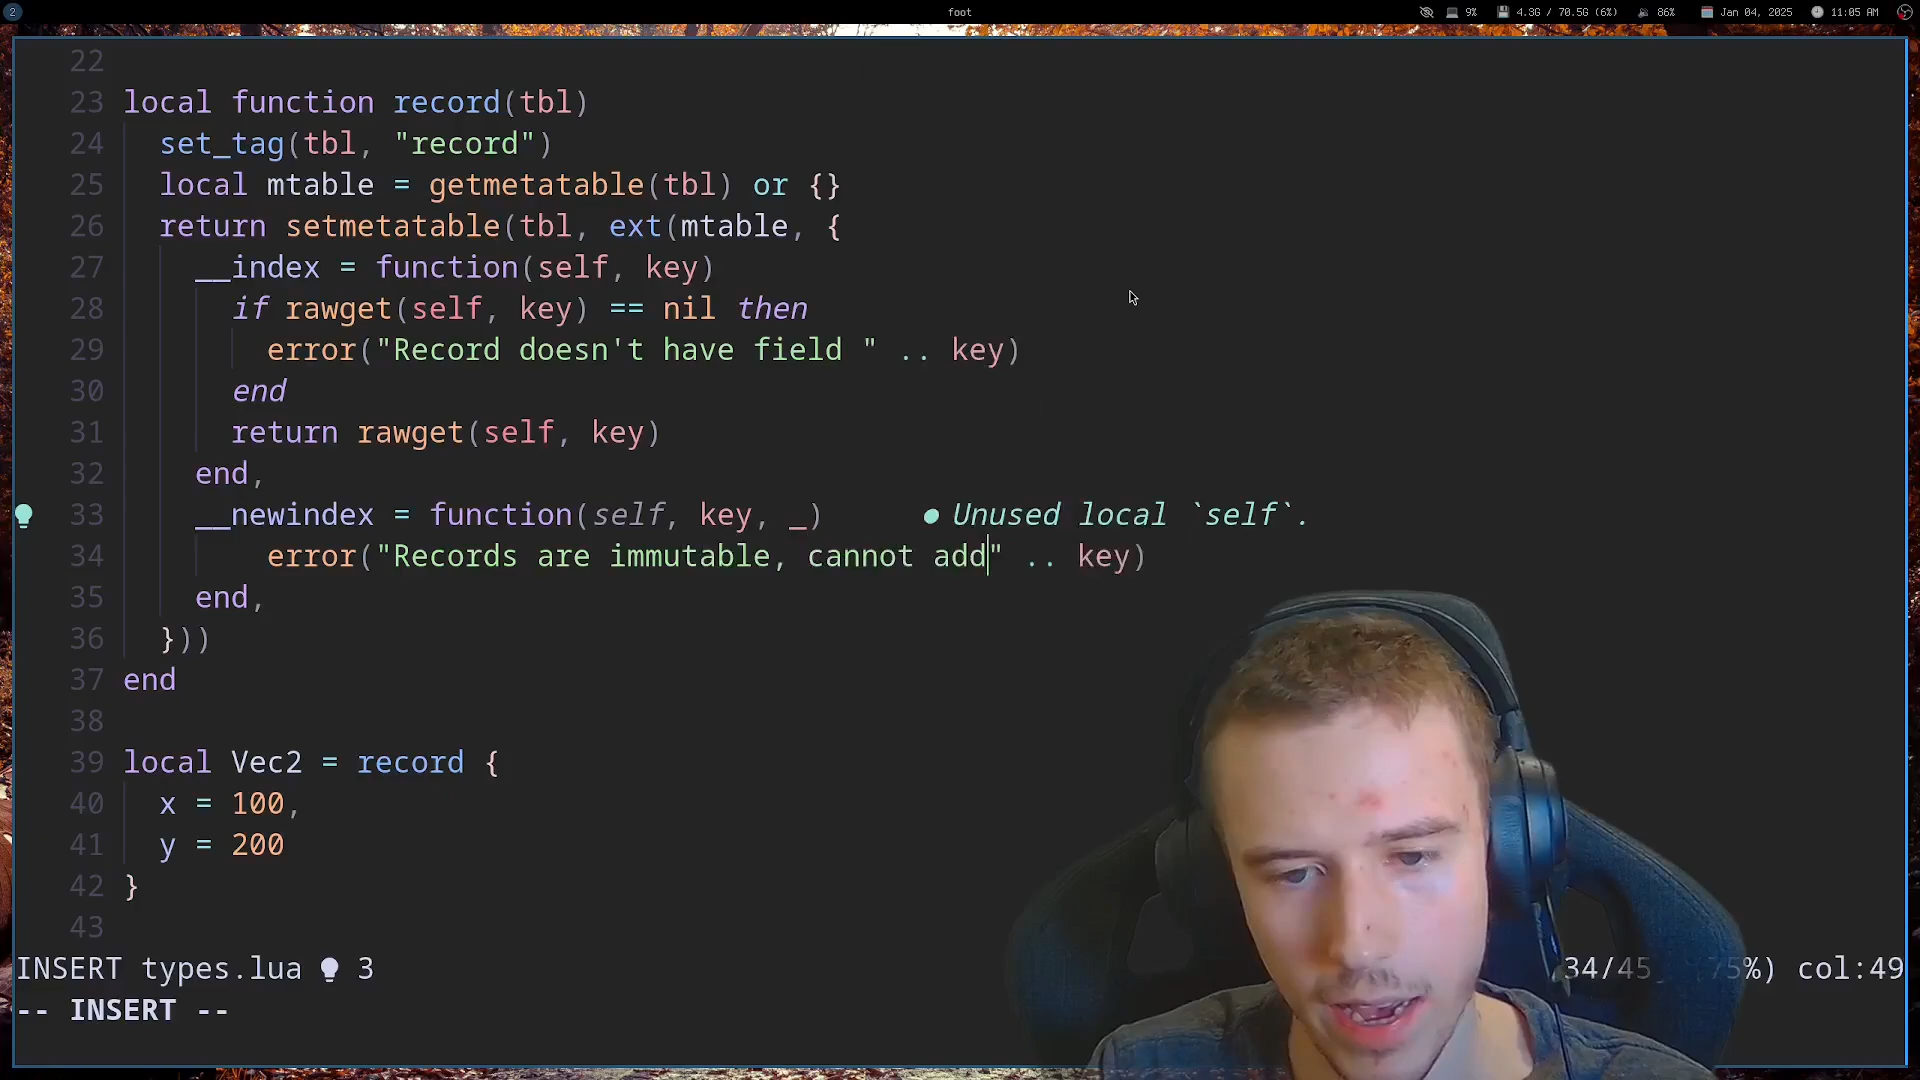 2
foot
9%
4.3G / 70.5G (6%)
86%
Jan 04, 2025
11:05 AM
22
23 local function record(tbl)
24 set_tag(tbl, "record")
25 local mtable = getmetatable(tbl) or {}
26 return setmetatable(tbl, ext(mtable, {
27 __index = function(self, key)
28 if rawget(self, key) == nil then
29 error("Record doesn't have field " .. key)
30 end
31 return rawget(self, key)
32 end,
33 __newindex = function(self, key, _) ● Unused local `self`.
34 error("Records are immutable, cannot add" .. key)
35 end,
36 }))
37 end
38
39 local Vec2 = record {
40 x = 100,
41 y = 200
42 }
43
INSERT types.lua 3
34/45 (75%) col:49
-- INSERT --